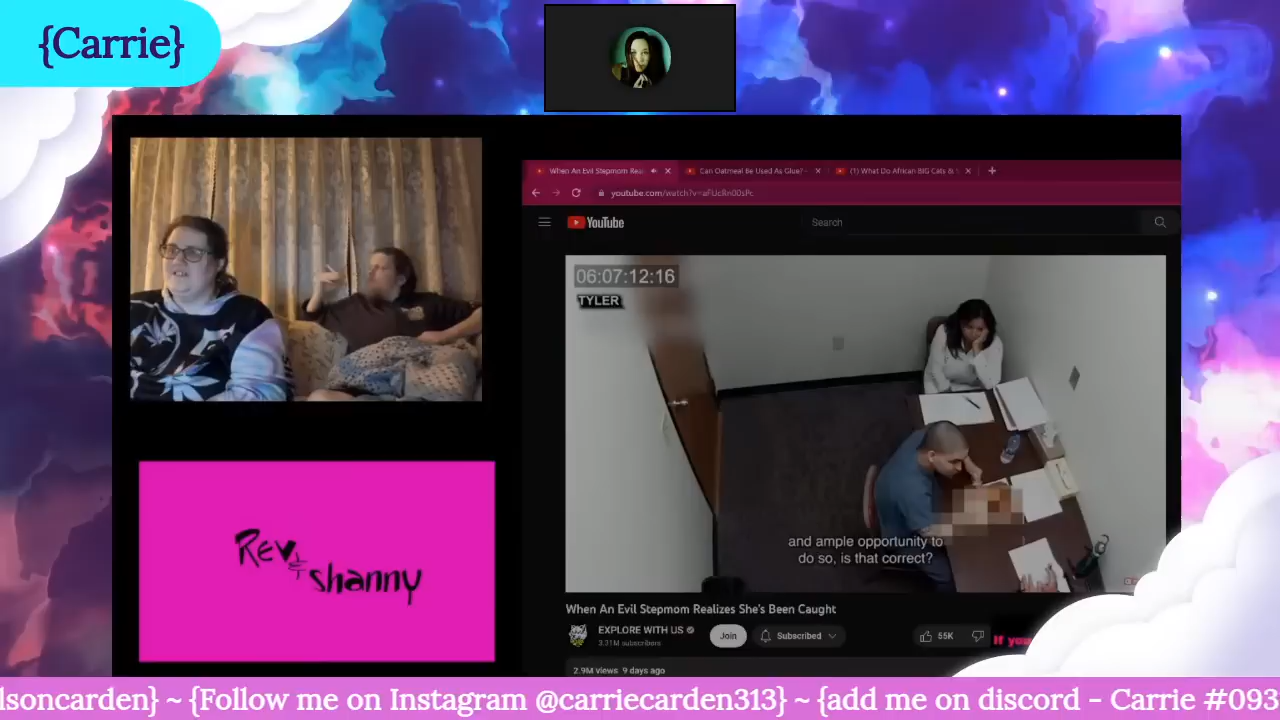 {Carrie}
When An Evil Stepmom Rea
Can Oatmeal Be Used As Glue? -
(1) What Do African BIG Cats &
youtube.com/watch?v=
YouTube
Search
06:07:12:16
TYLER
and ample opportunity to
do so, is that correct?
When An Evil Stepmom Realizes She's Been Caught
EXPLORE WITH US
3.31M subscribers
Join
Subscribed
55K
If you
2.9M views 9 days ago
Rev & shanny
lsoncarden} ~ {Follow me on Instagram @carriecarden313} ~ {add me on discord - Carrie #093